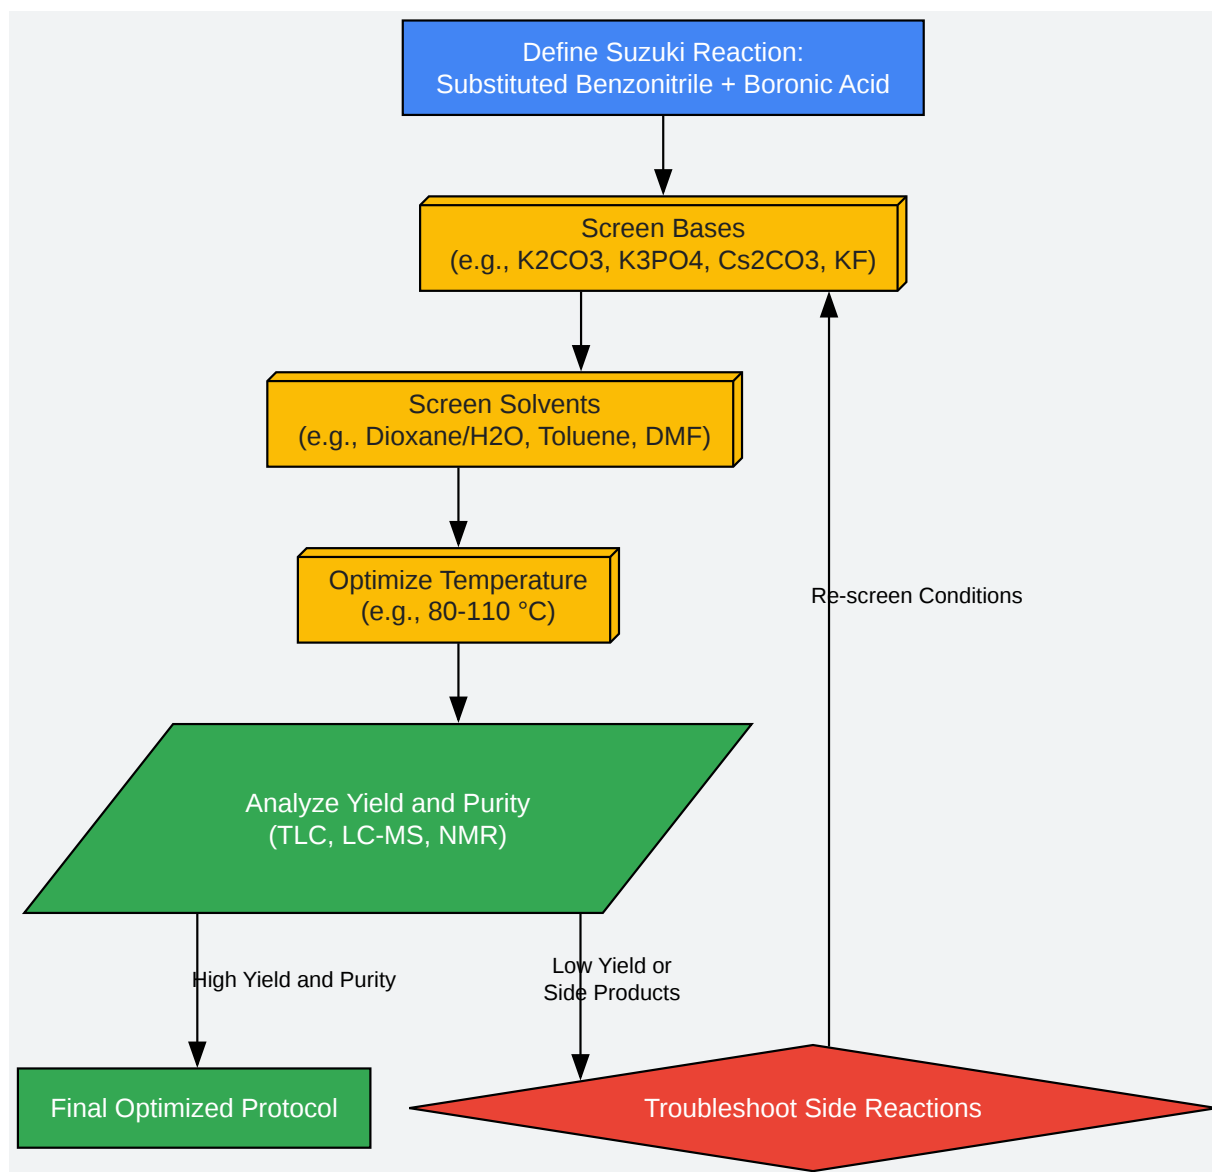 Define Suzuki Reaction:
Substituted Benzonitrile + Boronic Acid
Screen Bases
(e.g., K2CO3, K3PO4, Cs2CO3, KF)
Screen Solvents
(e.g., Dioxane/H2O, Toluene, DMF)
Optimize Temperature
(e.g., 80-110 °C)
Re-screen Conditions
Analyze Yield and Purity
(TLC, LC-MS, NMR)
High Yield and Purity
Low Yield or
Side Products
Final Optimized Protocol
Troubleshoot Side Reactions